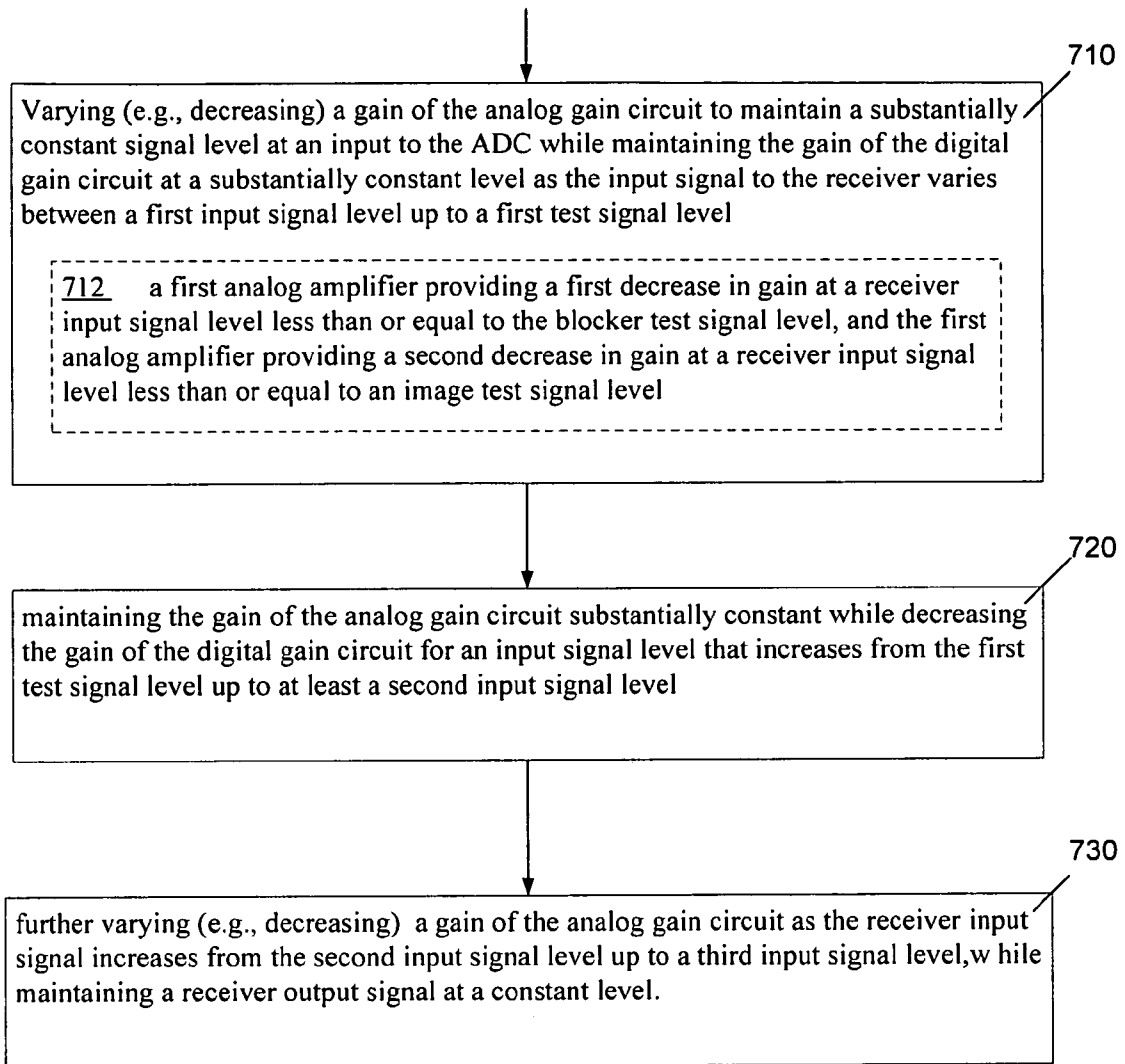 710
Varying (e.g., decreasing) a gain of the analog gain circuit to maintain a substantially
constant signal level at an input to the ADC while maintaining the gain of the digital
gain circuit at a substantially constant level as the input signal to the receiver varies
between a first input signal level up to a first test signal level
712 a first analog amplifier providing a first decrease in gain at a receiver
input signal level less than or equal to the blocker test signal level, and the first
analog amplifier providing a second decrease in gain at a receiver input signal
level less than or equal to an image test signal level
720
maintaining the gain of the analog gain circuit substantially constant while decreasing
the gain of the digital gain circuit for an input signal level that increases from the first
test signal level up to at least a second input signal level
730
further varying (e.g., decreasing) a gain of the analog gain circuit as the receiver input
signal increases from the second input signal level up to a third input signal level,w hile
maintaining a receiver output signal at a constant level.